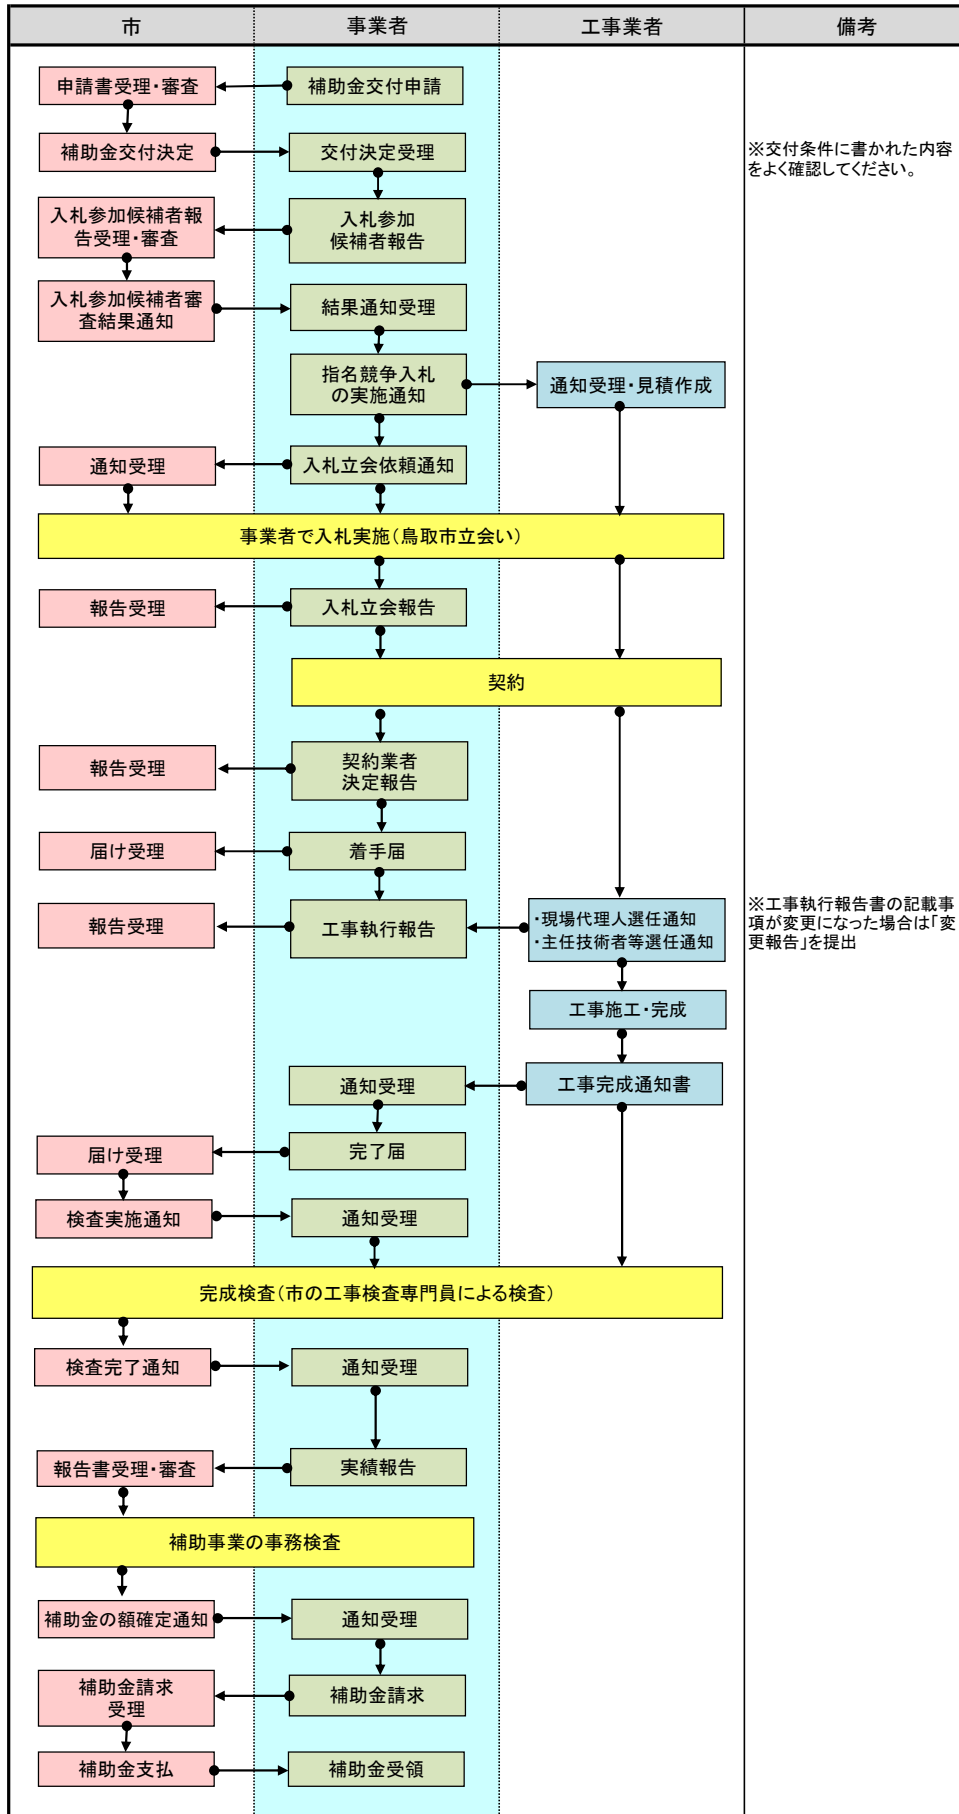 市
事業者
工事業者
備考
申請書受理・審査
補助金交付申請
補助金交付決定
交付決定受理
※交付条件に書かれた内容
をよく確認してください。
入札参加候補者報
告受理・審査
入札参加
候補者報告
入札参加候補者審
査結果通知
結果通知受理
指名競争入札
の実施通知
通知受理・見積作成
通知受理
入札立会依頼通知
事業者で入札実施（鳥取市立会い）
報告受理
入札立会報告
契約
報告受理
契約業者
決定報告
届け受理
着手届
報告受理
工事執行報告
・現場代理人選任通知
・主任技術者等選任通知
※工事執行報告書の記載事
項が変更になった場合は「変
更報告」を提出
工事施工・完成
通知受理
工事完成通知書
届け受理
完了届
検査実施通知
通知受理
完成検査（市の工事検査専門員による検査）
検査完了通知
通知受理
報告書受理・審査
実績報告
補助事業の事務検査
補助金の額確定通知
通知受理
補助金請求
受理
補助金請求
補助金支払
補助金受領